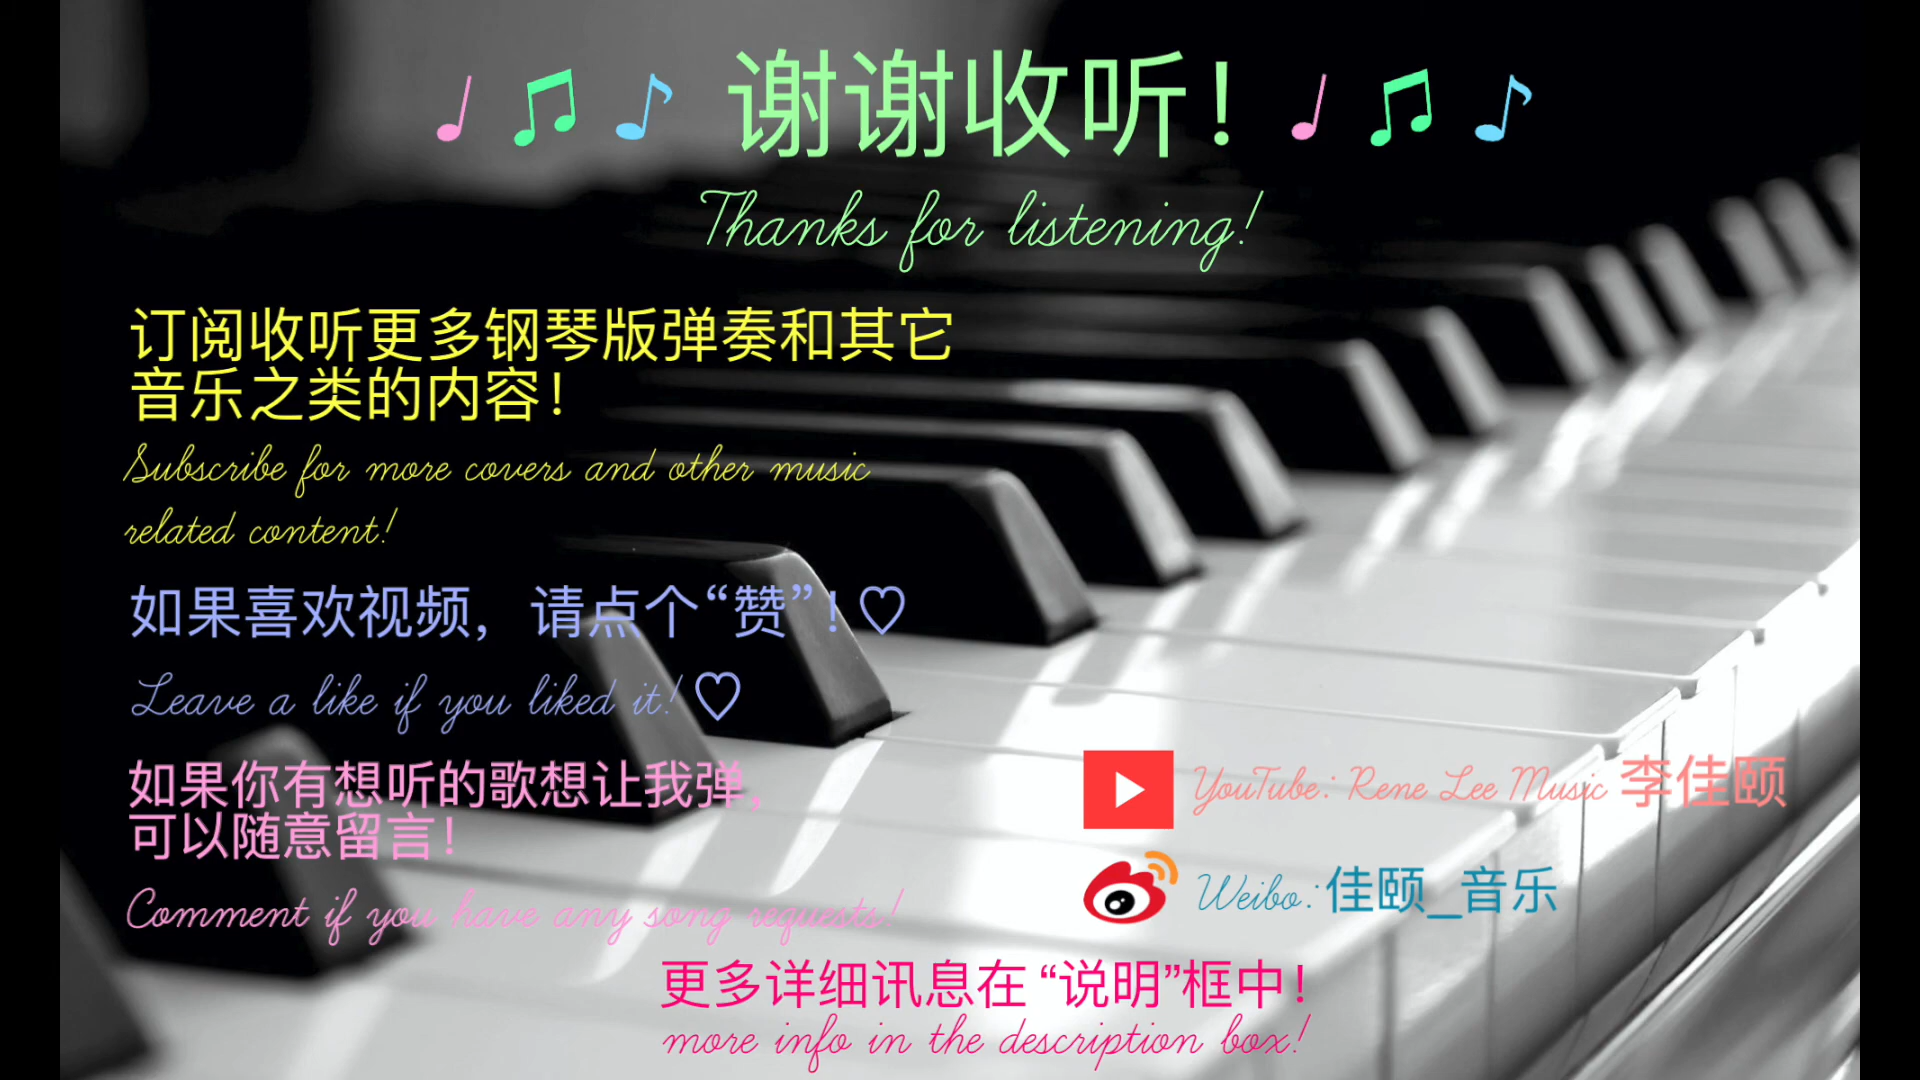 谢谢收听！
Thanks for listening!
订阅收听更多钢琴版弹奏和其它
音乐之类的内容！
Subscribe for more covers and other music
related content!
如果喜欢视频，请点个“赞”！♡
Leave a like if you liked it! ♡
如果你有想听的歌想让我弹，
可以随意留言！
Comment if you have any song requests!
YouTube: Rene Lee Music 李佳颐
Weibo: 佳颐_音乐
更多详细讯息在“说明”框中！
more info in the description box!